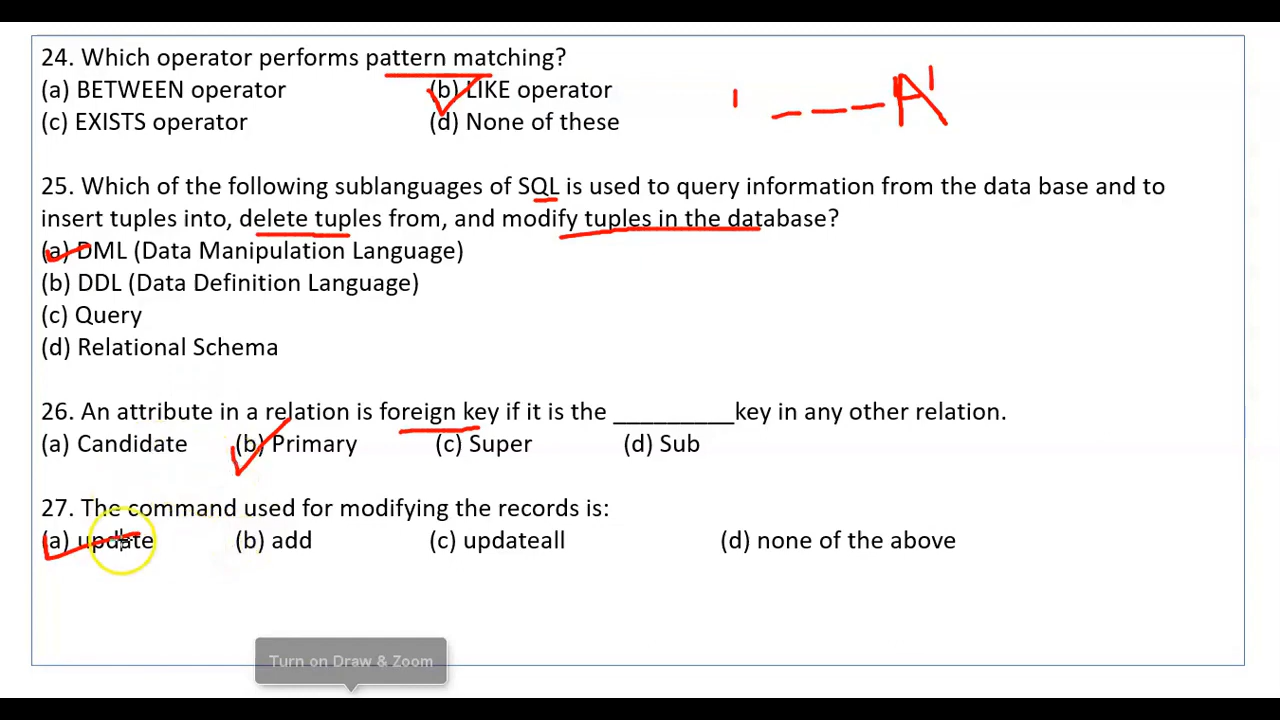 24. Which operator performs pattern matching?
(a) BETWEEN operator (b) LIKE operator
(c) EXISTS operator (d) None of these
' _ _ _ A'
25. Which of the following sublanguages of SQL is used to query information from the data base and to
insert tuples into, delete tuples from, and modify tuples in the database?
(a) DML (Data Manipulation Language)
(b) DDL (Data Definition Language)
(c) Query
(d) Relational Schema
26. An attribute in a relation is foreign key if it is the _________key in any other relation.
(a) Candidate (b) Primary (c) Super (d) Sub
27. The command used for modifying the records is:
(a) update (b) add (c) updateall (d) none of the above
Turn on Draw & Zoom